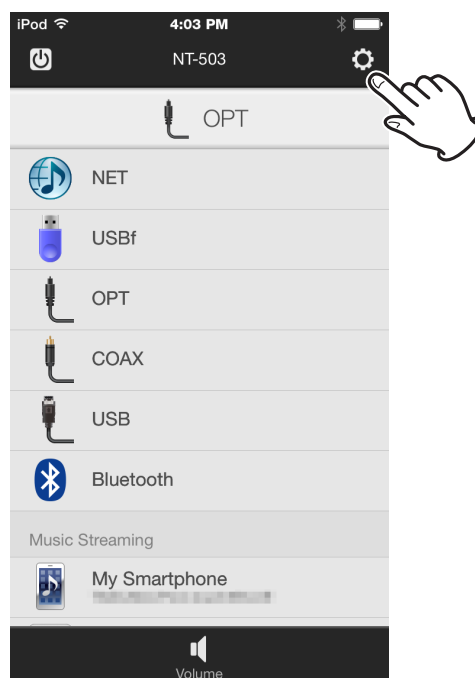 iPod 4:03 PM
NT-503
OPT
NET
USBf
OPT
COAX
USB
Bluetooth
Music Streaming
My Smartphone
Volume